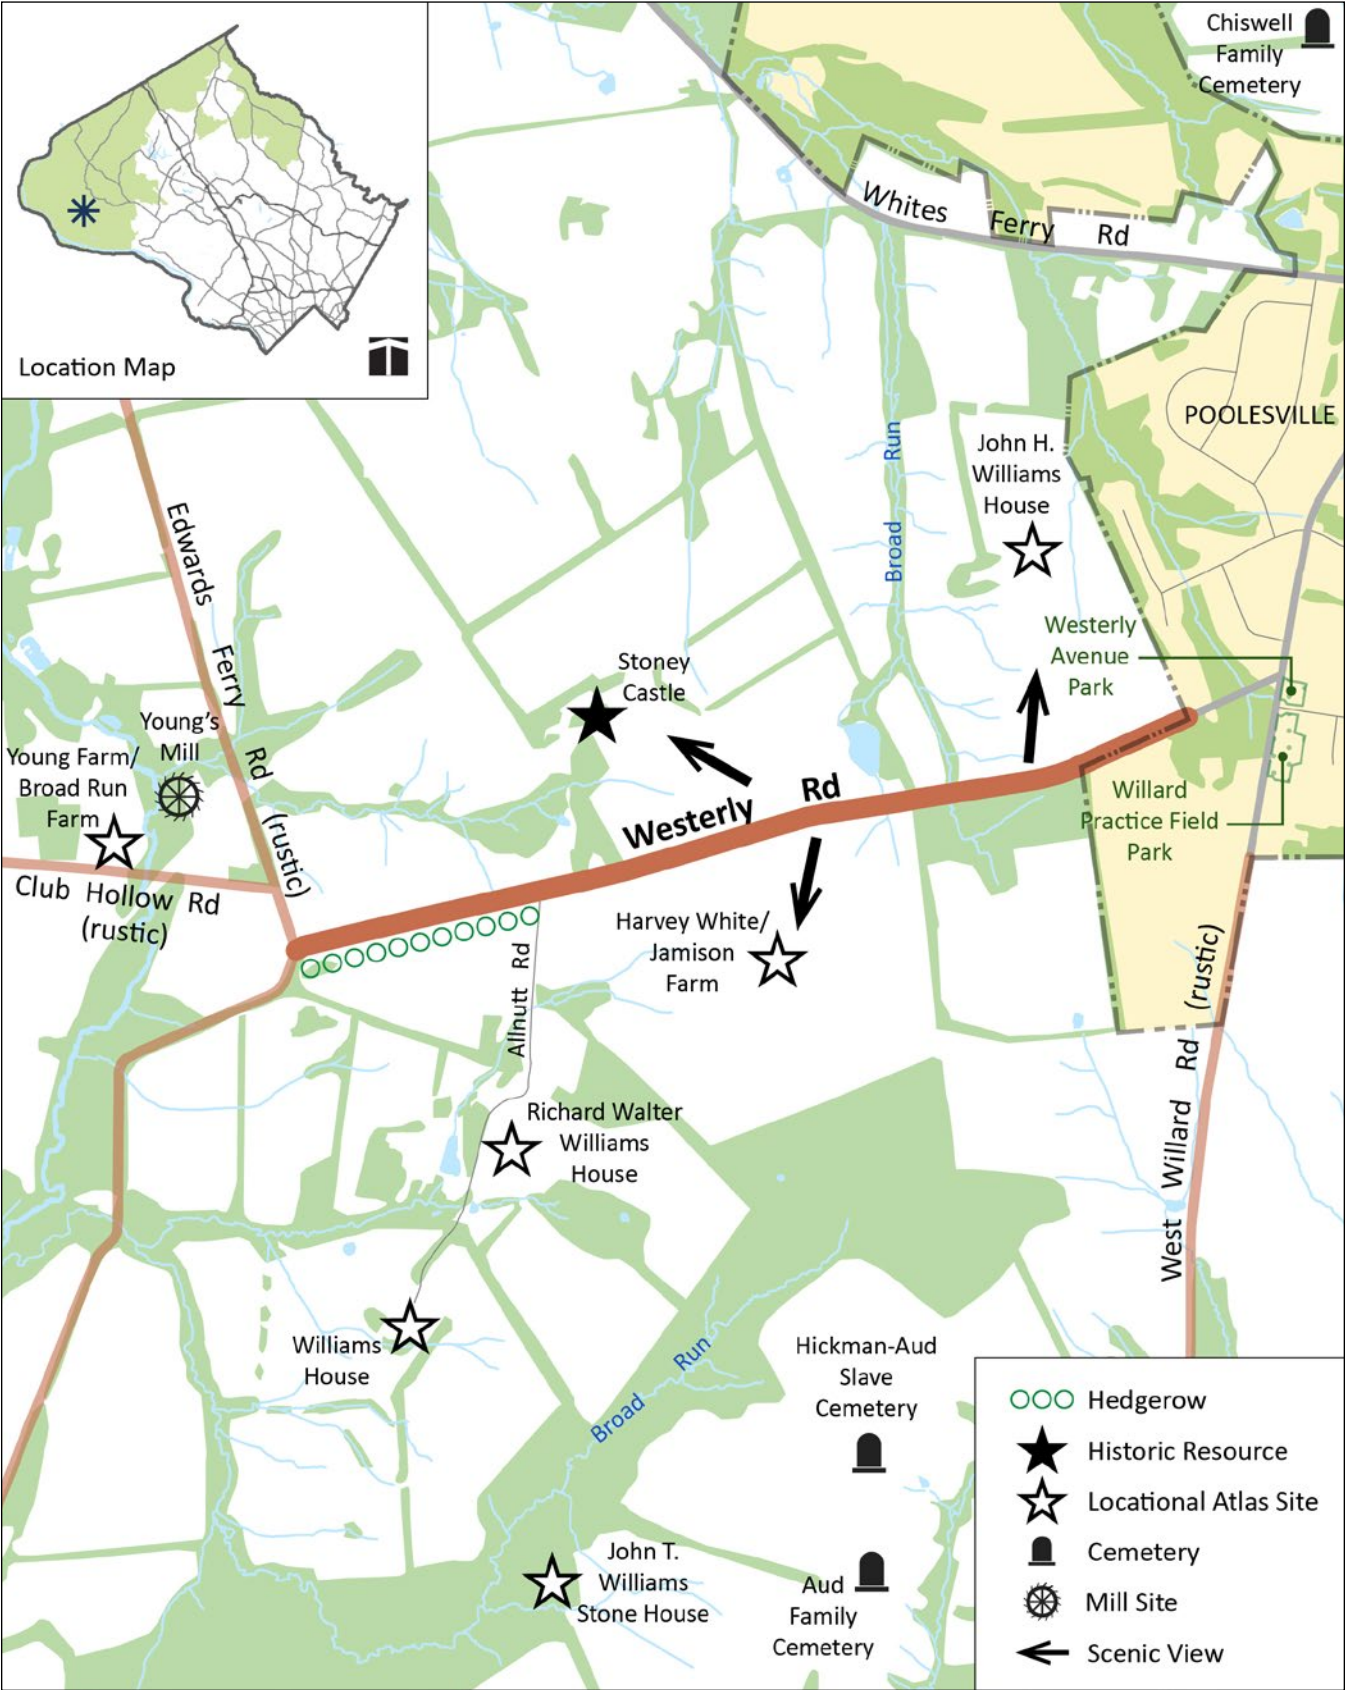 Location Map
Chiswell
Family
Cemetery
Whites Ferry Rd
POOLESVILLE
John H.
Williams
House
Broad Run
Edwards Ferry Rd (rustic)
Westerly
Avenue
Park
Stoney
Castle
Young's
Mill
Young Farm/
Broad Run
Farm
Westerly Rd
Willard
Practice Field
Park
Club Hollow Rd
(rustic)
Harvey White/
Jamison
Farm
Allnutt Rd
West Willard Rd (rustic)
Richard Walter
Williams
House
Williams
House
Broad Run
Hickman-Aud
Slave
Cemetery
John T.
Williams
Stone House
Aud
Family
Cemetery
Hedgerow
Historic Resource
Locational Atlas Site
Cemetery
Mill Site
Scenic View